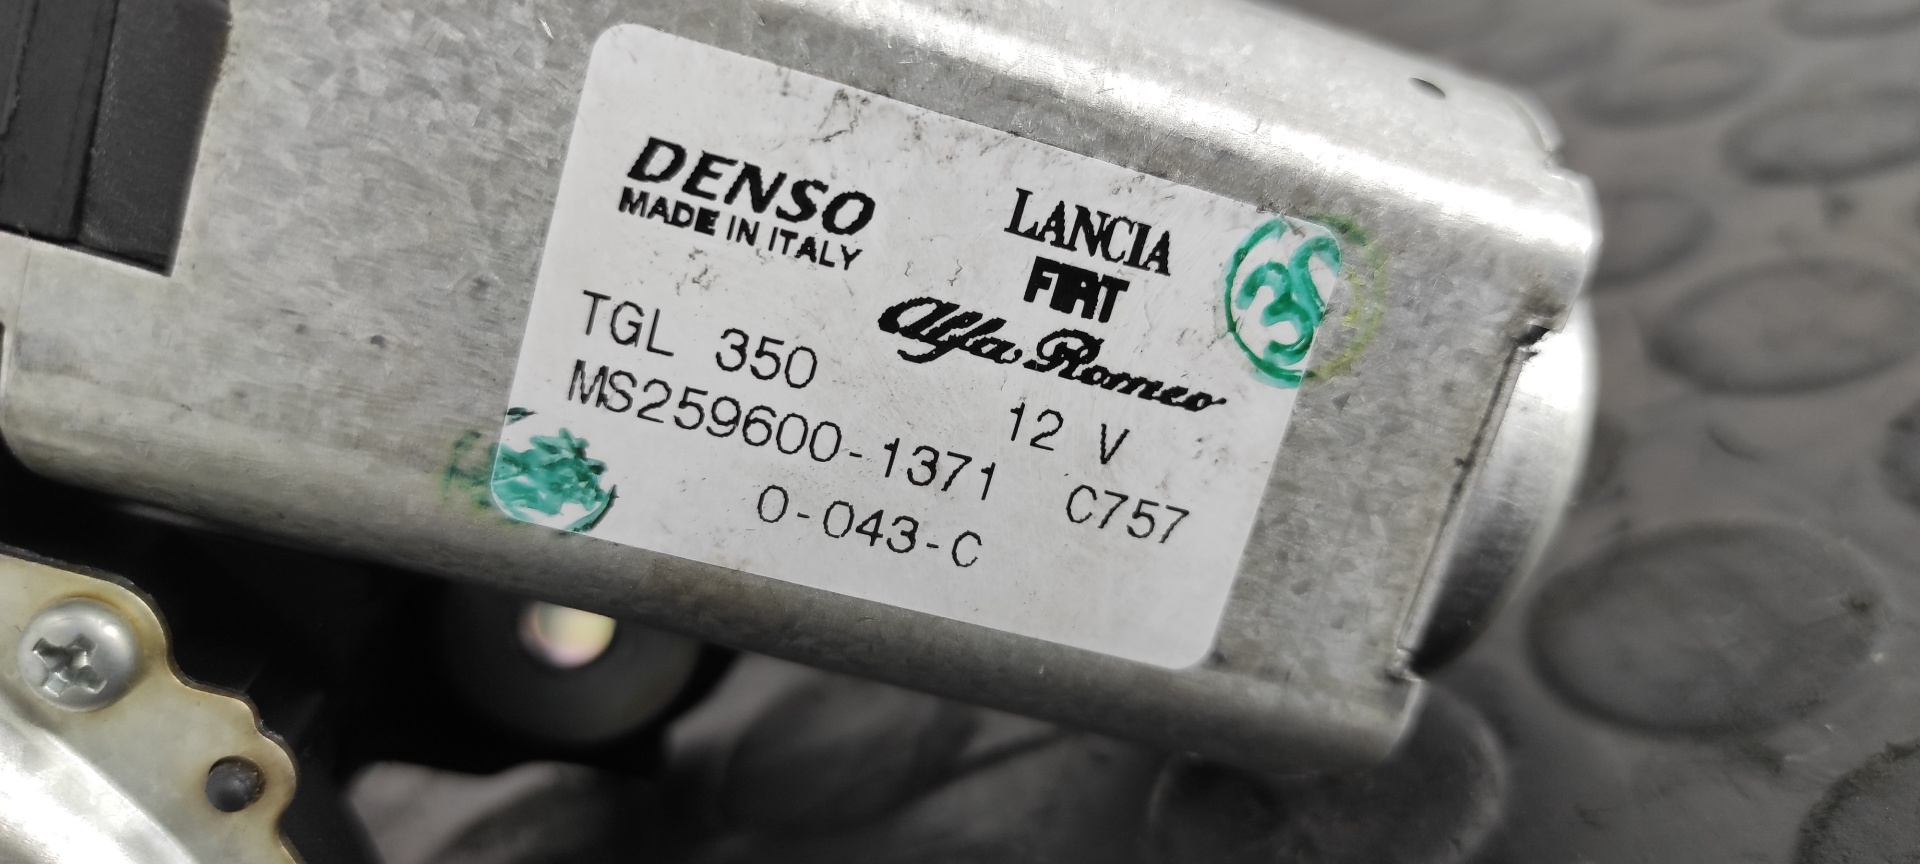 DENSO
MADE IN ITALY
LANCIA
FIAT
Alfa Romeo
TGL 350
12 V
MS259600-1371
C757
0-043-C